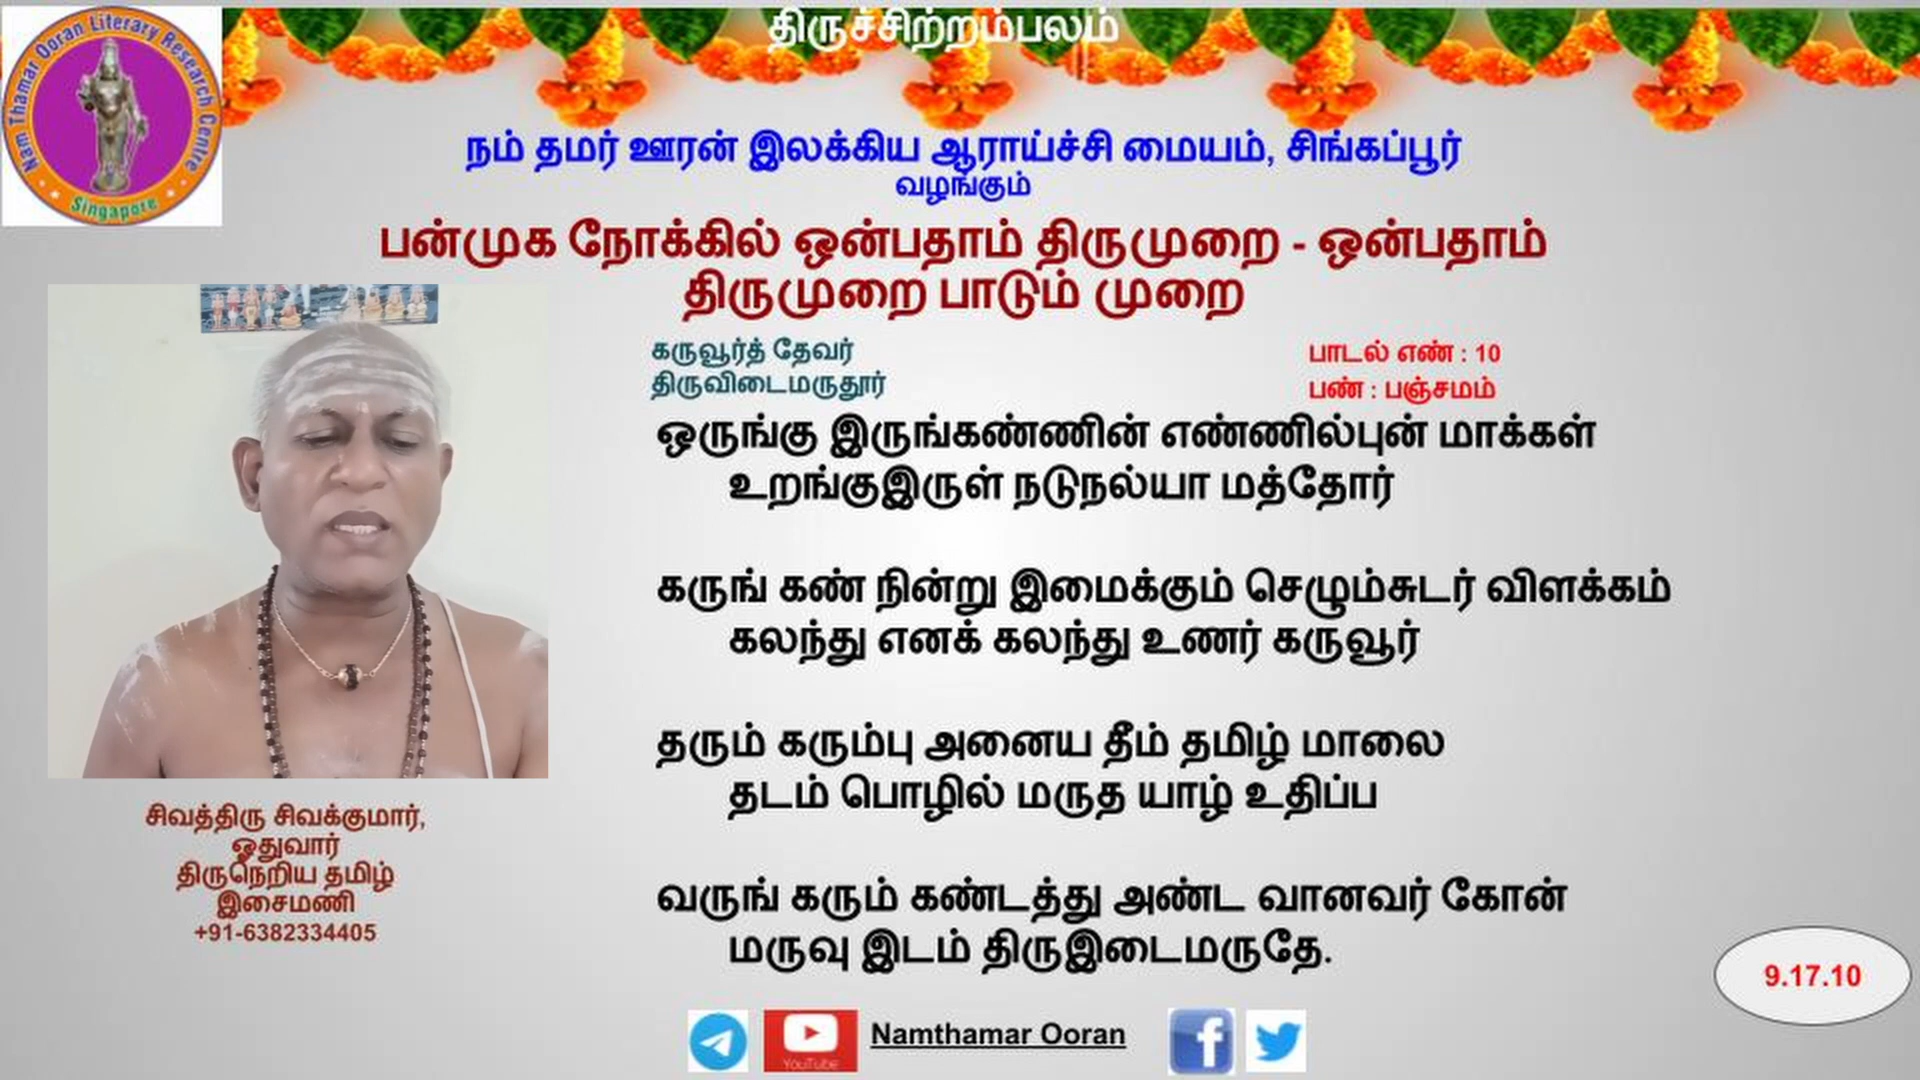 திருச்சிற்றம்பலம்
Nam Thamar Ooran Literary Research Centre
Singapore
நம் தமர் ஊரன் இலக்கிய ஆராய்ச்சி மையம், சிங்கப்பூர்
வழங்கும்
பன்முக நோக்கில் ஒன்பதாம் திருமுறை - ஒன்பதாம்
திருமுறை பாடும் முறை
கருவூர்த் தேவர்
திருவிடைமருதூர்
பாடல் எண் : 10
பண் : பஞ்சமம்
ஒருங்கு இருங்கண்ணின் எண்ணில்புன் மாக்கள்
உறங்குஇருள் நடுநல்யா மத்தோர்
கருங் கண் நின்று இமைக்கும் செழும்சுடர் விளக்கம்
கலந்து எனக் கலந்து உணர் கருவூர்
தரும் கரும்பு அனைய தீம் தமிழ் மாலை
தடம் பொழில் மருத யாழ் உதிப்ப
வருங் கரும் கண்டத்து அண்ட வானவர் கோன்
மருவு இடம் திருஇடைமருதே.
சிவத்திரு சிவக்குமார்,
ஓதுவார்
திருநெறிய தமிழ்
இசைமணி
+91-6382334405
9.17.10
YouTube
Namthamar Ooran